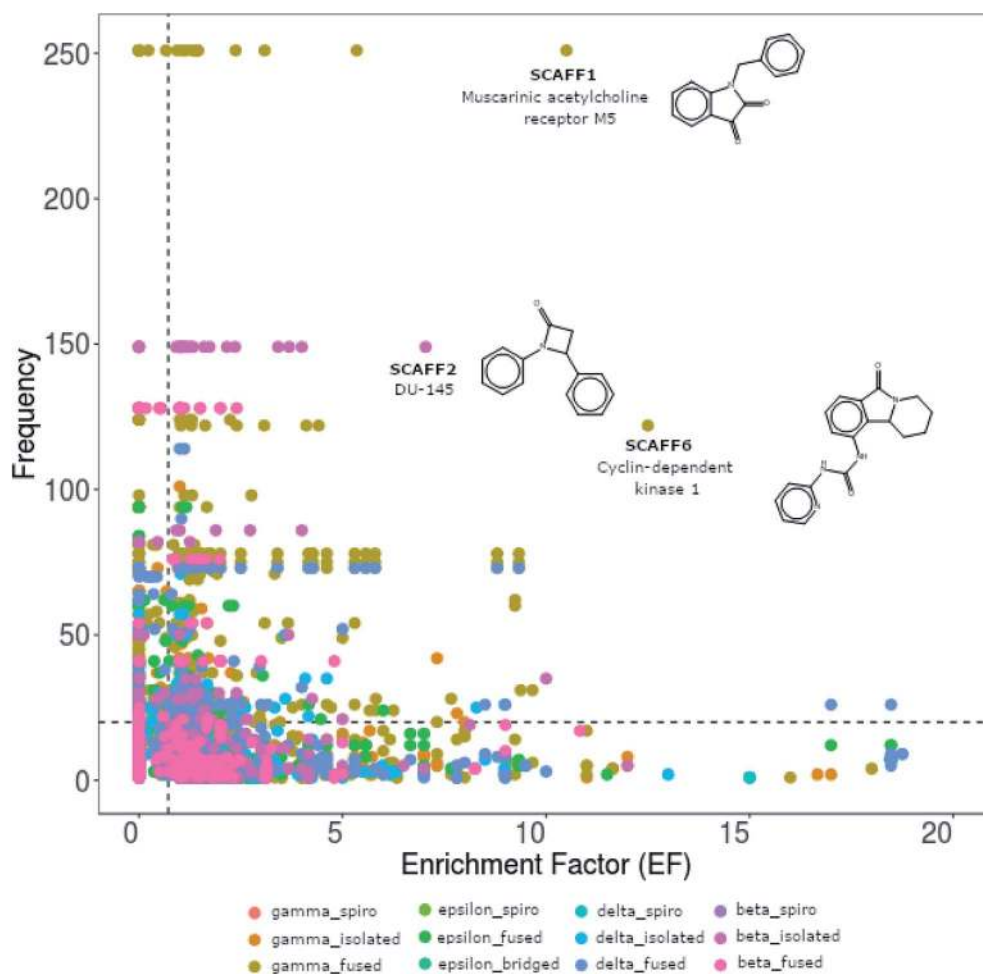 250
SCAFF1
Muscarinic acetylcholine
receptor M5
200
150
SCAFF2
DU-145
SCAFF6
Cyclin-dependent
kinase 1
100
50
0
Frequency
0 5 10 15 20
Enrichment Factor (EF)
gamma_spiro epsilon_spiro delta_spiro beta_spiro
gamma_isolated epsilon_fused delta_isolated beta_isolated
gamma_fused epsilon_bridged delta_fused beta_fused